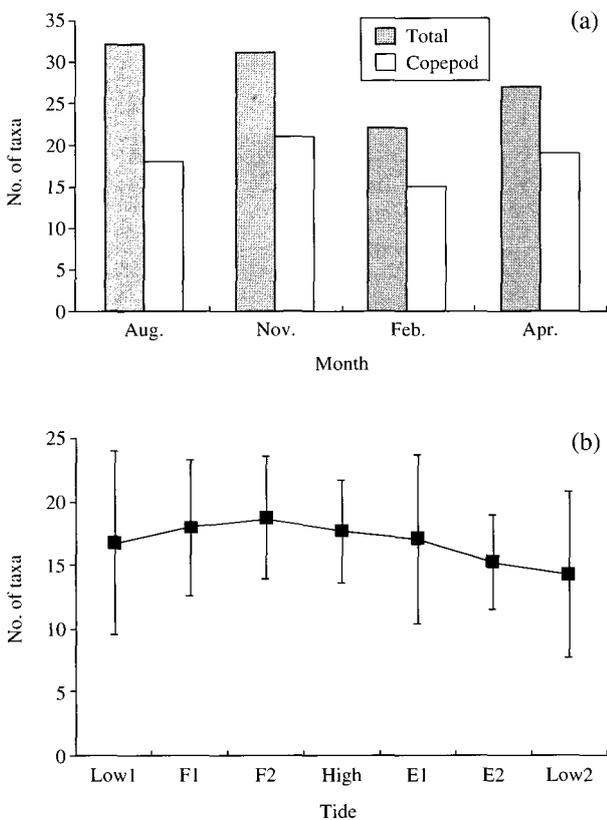 (a)
Total
Copepod
No. of taxa
35
30
25
20
15
10
5
0
Aug. Nov. Feb. Apr.
Month
(b)
No. of taxa
25
20
15
10
5
0
Low1 F1 F2 High E1 E2 Low2
Tide